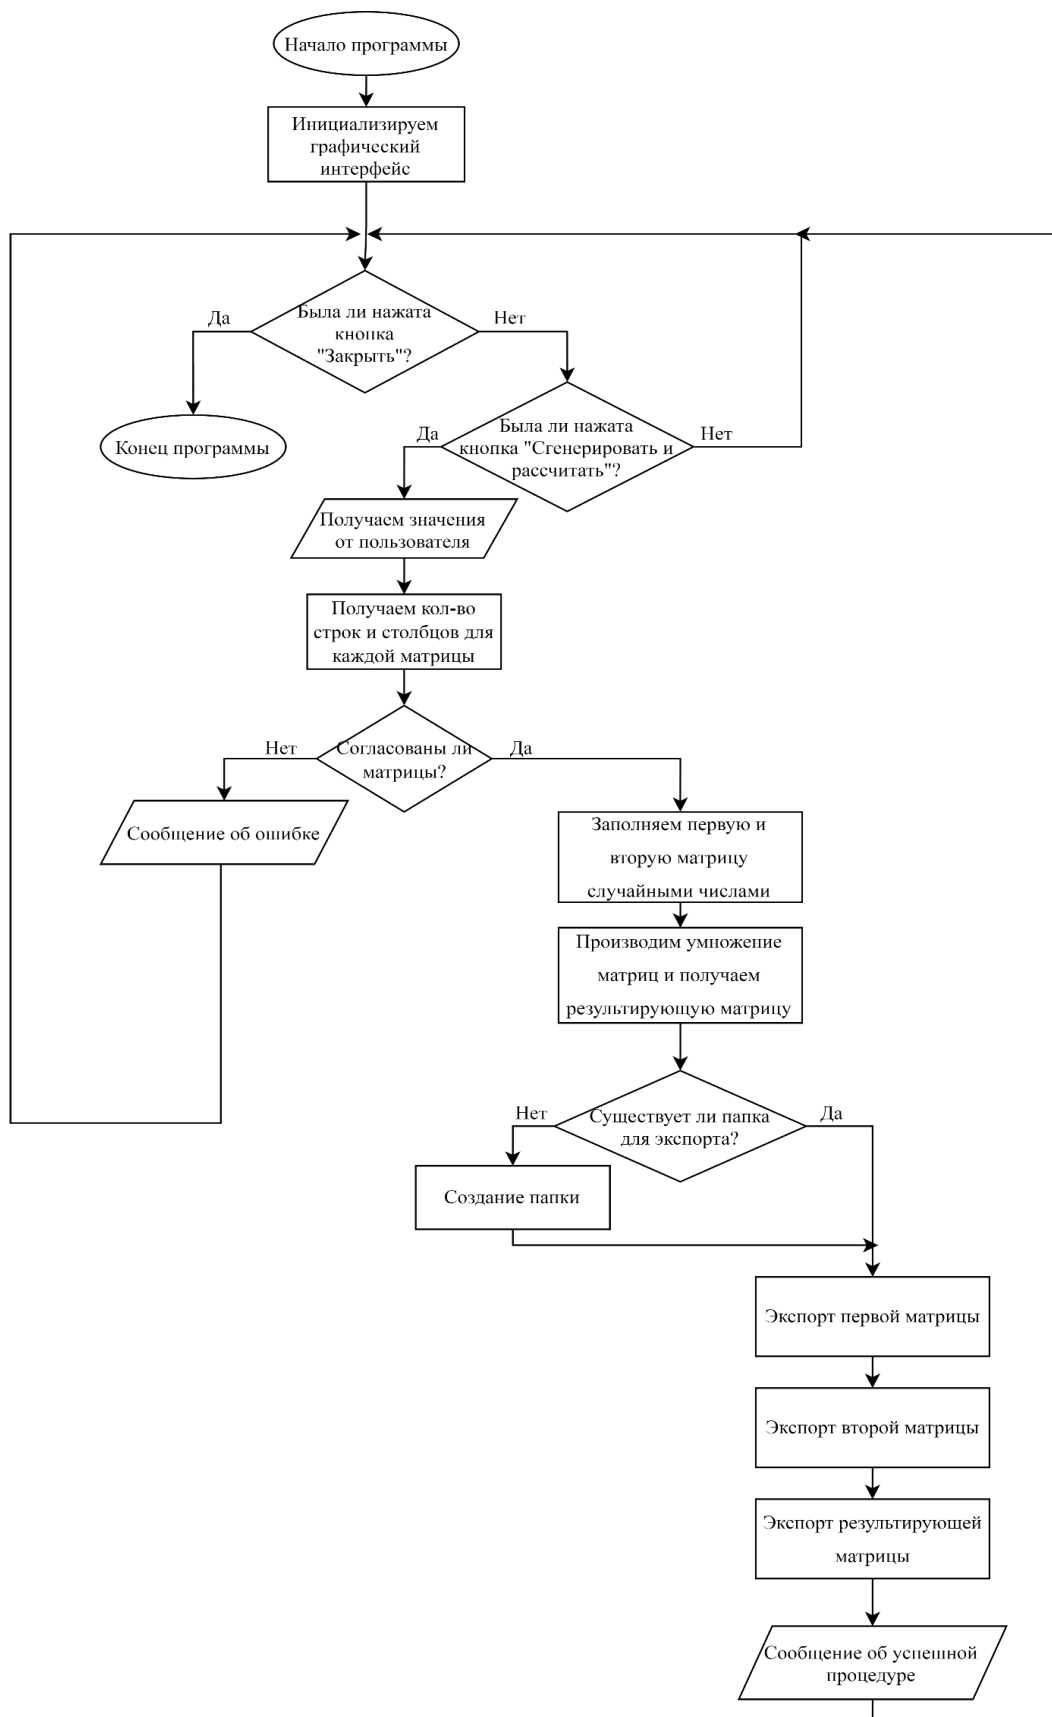 Начало программы
Инициализируем
графический
интерфейс
Была ли нажата
кнопка
"Закрыть"?
Да
Нет
Конец программы
Была ли нажата
кнопка "Сгенерировать и
рассчитать"?
Да
Нет
Получаем значения
от пользователя
Получаем кол-во
строк и столбцов для
каждой матрицы
Согласованы ли
матрицы?
Нет
Да
Сообщение об ошибке
Заполняем первую и
вторую матрицу
случайными числами
Производим умножение
матриц и получаем
результирующую матрицу
Существует ли папка
для экспорта?
Нет
Да
Создание папки
Экспорт первой матрицы
Экспорт второй матрицы
Экспорт результирующей
матрицы
Сообщение об успешной
процедуре